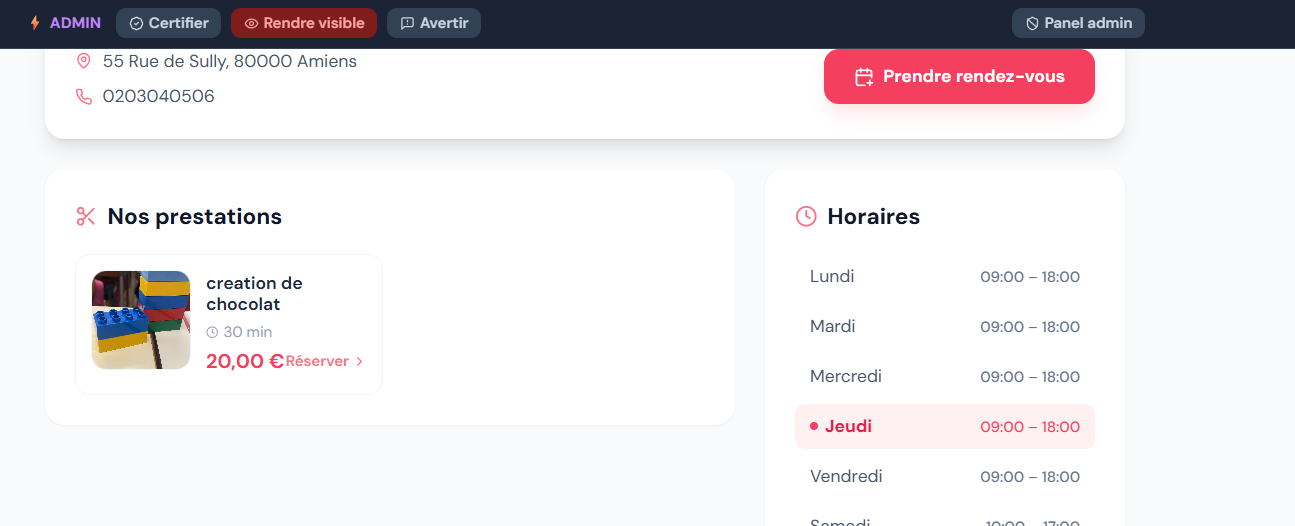 ADMIN Certifier Rendre visible Avertir Panel admin
55 Rue de Sully, 80000 Amiens
0203040506
Prendre rendez-vous
Nos prestations
creation de
chocolat
30 min
20,00 € Réserver
Horaires
Lundi 09:00 – 18:00
Mardi 09:00 – 18:00
Mercredi 09:00 – 18:00
Jeudi 09:00 – 18:00
Vendredi 09:00 – 18:00
Samedi